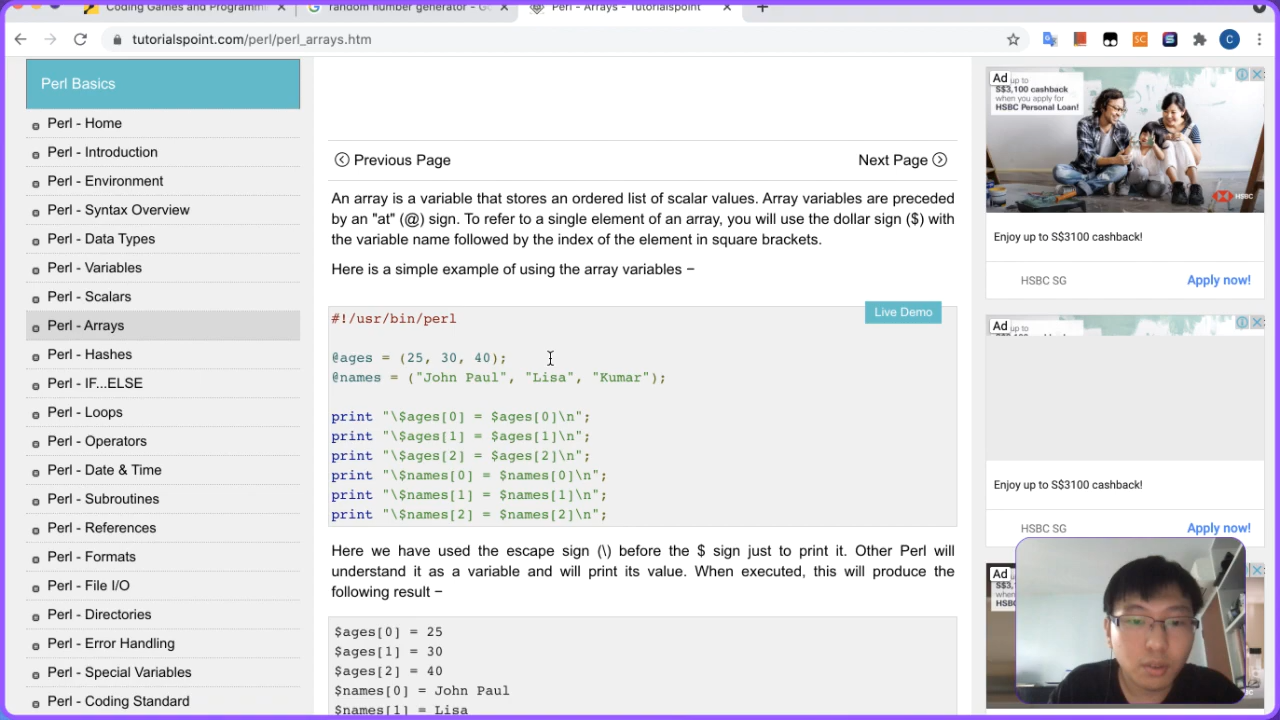 Coding Games and Programmi
random number generator - Go
Perl - Arrays - Tutorialspoint
tutorialspoint.com/perl/perl_arrays.htm
SC
C
Perl Basics
Perl - Home
Perl - Introduction
Perl - Environment
Perl - Syntax Overview
Perl - Data Types
Perl - Variables
Perl - Scalars
Perl - Arrays
Perl - Hashes
Perl - IF...ELSE
Perl - Loops
Perl - Operators
Perl - Date & Time
Perl - Subroutines
Perl - References
Perl - Formats
Perl - File I/O
Perl - Directories
Perl - Error Handling
Perl - Special Variables
Perl - Coding Standard
Previous Page
Next Page
An array is a variable that stores an ordered list of scalar values. Array variables are preceded
by an "at" (@) sign. To refer to a single element of an array, you will use the dollar sign ($) with
the variable name followed by the index of the element in square brackets.
Here is a simple example of using the array variables −
Live Demo
#!/usr/bin/perl
@ages = (25, 30, 40);
@names = ("John Paul", "Lisa", "Kumar");
print "\$ages[0] = $ages[0]\n";
print "\$ages[1] = $ages[1]\n";
print "\$ages[2] = $ages[2]\n";
print "\$names[0] = $names[0]\n";
print "\$names[1] = $names[1]\n";
print "\$names[2] = $names[2]\n";
Here we have used the escape sign (\) before the $ sign just to print it. Other Perl will
understand it as a variable and will print its value. When executed, this will produce the
following result −
$ages[0] = 25
$ages[1] = 30
$ages[2] = 40
$names[0] = John Paul
$names[1] = Lisa
Ad
up to
S$3,100 cashback
when you apply for
HSBC Personal Loan!
HSBC
Enjoy up to S$3100 cashback!
HSBC SG
Apply now!
Ad
up to
Enjoy up to S$3100 cashback!
HSBC SG
Apply now!
Ad